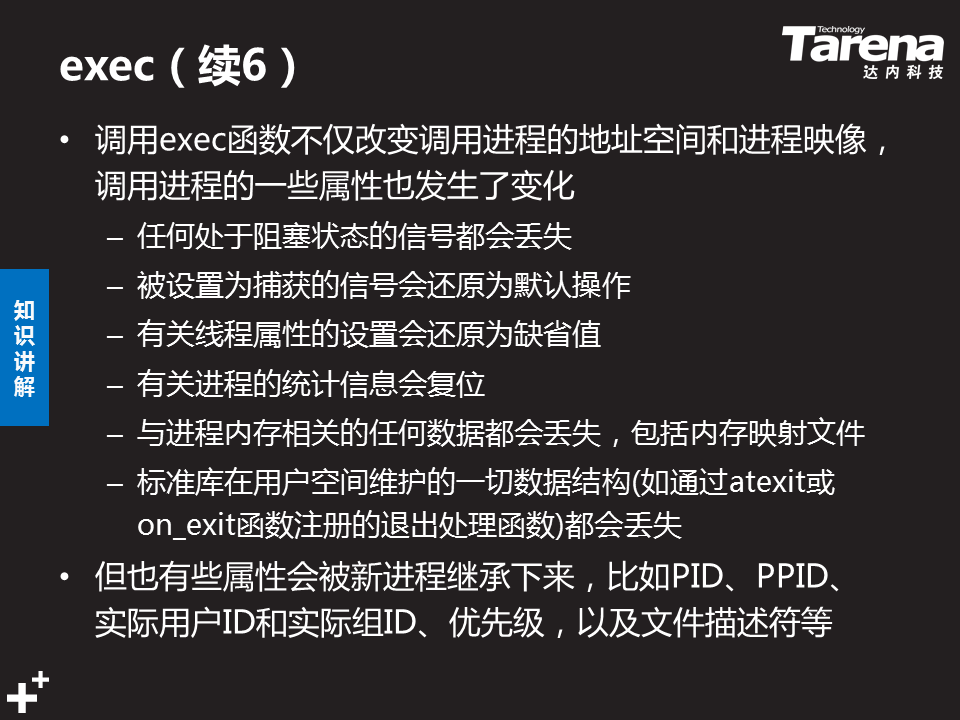 exec（续6）
Technology
Tarena
达内科技
• 调用exec函数不仅改变调用进程的地址空间和进程映像，
调用进程的一些属性也发生了变化
– 任何处于阻塞状态的信号都会丢失
– 被设置为捕获的信号会还原为默认操作
– 有关线程属性的设置会还原为缺省值
– 有关进程的统计信息会复位
– 与进程内存相关的任何数据都会丢失，包括内存映射文件
– 标准库在用户空间维护的一切数据结构(如通过atexit或
on_exit函数注册的退出处理函数)都会丢失
• 但也有些属性会被新进程继承下来，比如PID、PPID、
实际用户ID和实际组ID、优先级，以及文件描述符等
知
识
讲
解